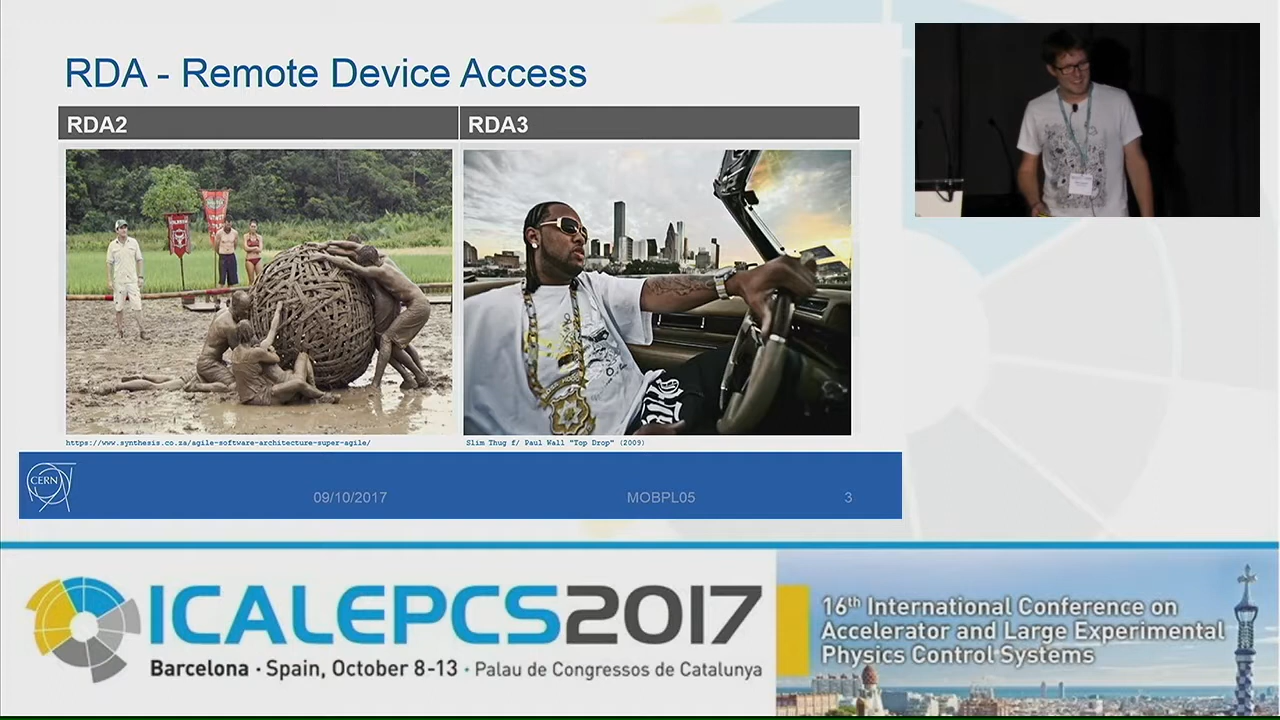 RDA - Remote Device Access
RDA2
RDA3
https://www.synthesis.co.za/agile-software-architecture-super-agile/
Slim Thug f/ Paul Wall "Top Drop" (2009)
CERN
09/10/2017
MOBPL05
3
ICALEPCS2017
Barcelona · Spain, October 8-13 · Palau de Congressos de Catalunya
16th International Conference on
Accelerator and Large Experimental
Physics Control Systems